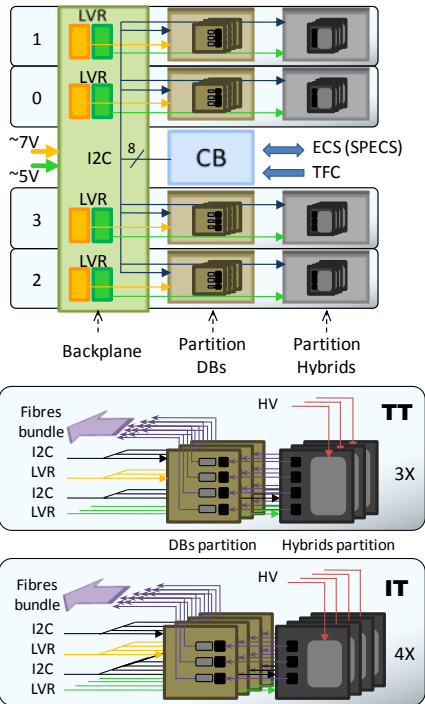 LVR
1
LVR
0
~7V
~5V
I2C
8
CB
ECS (SPECS)
TFC
LVR
3
LVR
2
Backplane
Partition
DBs
Partition
Hybrids
HV
TT
Fibres
bundle
I2C
LVR
I2C
LVR
3X
DBs partition
Hybrids partition
HV
IT
Fibres
bundle
I2C
LVR
I2C
LVR
4X